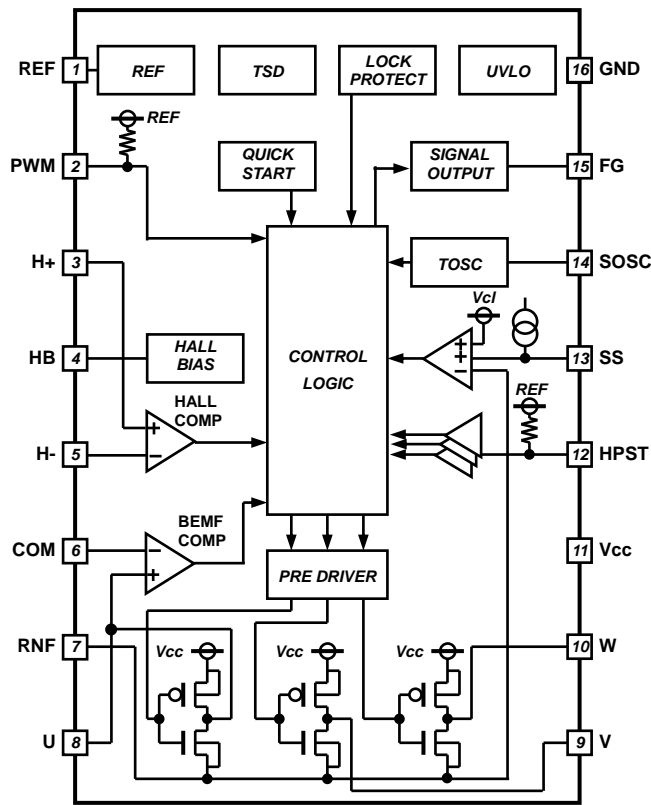 REF 1 REF TSD LOCK PROTECT UVLO 16 GND
REF
PWM 2 QUICK START SIGNAL OUTPUT 15 FG
H+ 3 TOSC 14 SOSC
Vcl
HB 4 HALL BIAS CONTROL LOGIC + + − 13 SS
HALL COMP REF
H- 5 + − 12 HPST
BEMF COMP
COM 6 − + 11 Vcc
PRE DRIVER
RNF 7 Vcc Vcc Vcc 10 W
U 8 9 V